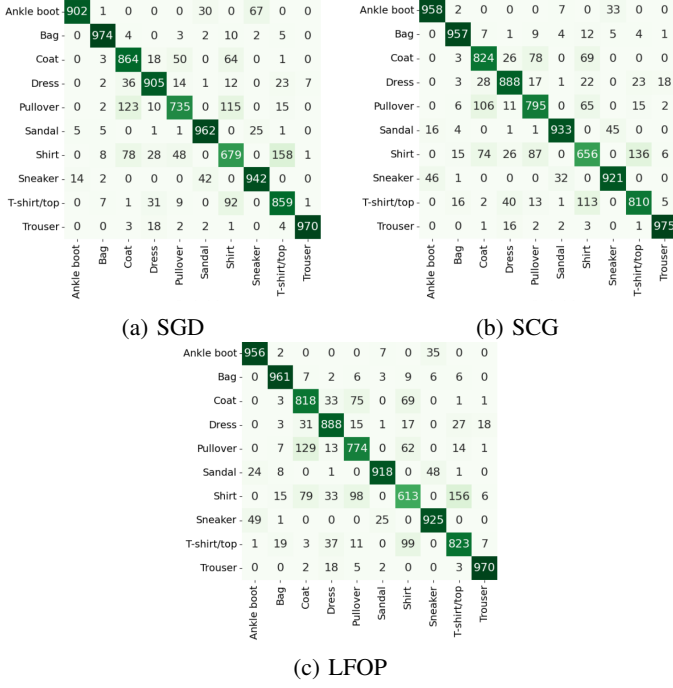 Ankle boot 902 1 0 0 0 30 0 67 0 0
Bag 0 974 4 0 3 2 10 2 5 0
Coat 0 3 864 18 50 0 64 0 1 0
Dress 0 2 36 905 14 1 12 0 23 7
Pullover 0 2 123 10 735 0 115 0 15 0
Sandal 5 5 0 1 1 962 0 25 1 0
Shirt 0 8 78 28 48 0 679 0 158 1
Sneaker 14 2 0 0 0 42 0 942 0 0
T-shirt/top 0 7 1 31 9 0 92 0 859 1
Trouser 0 0 3 18 2 2 1 0 4 970
Ankle boot Bag Coat Dress Pullover Sandal Shirt Sneaker T-shirt/top Trouser
(a) SGD
Ankle boot 958 2 0 0 0 7 0 33 0 0
Bag 0 957 7 1 9 4 12 5 4 1
Coat 0 3 824 26 78 0 69 0 0 0
Dress 0 3 28 888 17 1 22 0 23 18
Pullover 0 6 106 11 795 0 65 0 15 2
Sandal 16 4 0 1 1 933 0 45 0 0
Shirt 0 15 74 26 87 0 656 0 136 6
Sneaker 46 1 0 0 0 32 0 921 0 0
T-shirt/top 0 16 2 40 13 1 113 0 810 5
Trouser 0 0 1 16 2 2 3 0 1 975
Ankle boot Bag Coat Dress Pullover Sandal Shirt Sneaker T-shirt/top Trouser
(b) SCG
Ankle boot 956 2 0 0 0 7 0 35 0 0
Bag 0 961 7 2 6 3 9 6 6 0
Coat 0 3 818 33 75 0 69 0 1 1
Dress 0 3 31 888 15 1 17 0 27 18
Pullover 0 7 129 13 774 0 62 0 14 1
Sandal 24 8 0 1 0 918 0 48 1 0
Shirt 0 15 79 33 98 0 613 0 156 6
Sneaker 49 1 0 0 0 25 0 925 0 0
T-shirt/top 1 19 3 37 11 0 99 0 823 7
Trouser 0 0 2 18 5 2 0 0 3 970
Ankle boot Bag Coat Dress Pullover Sandal Shirt Sneaker T-shirt/top Trouser
(c) LFOP